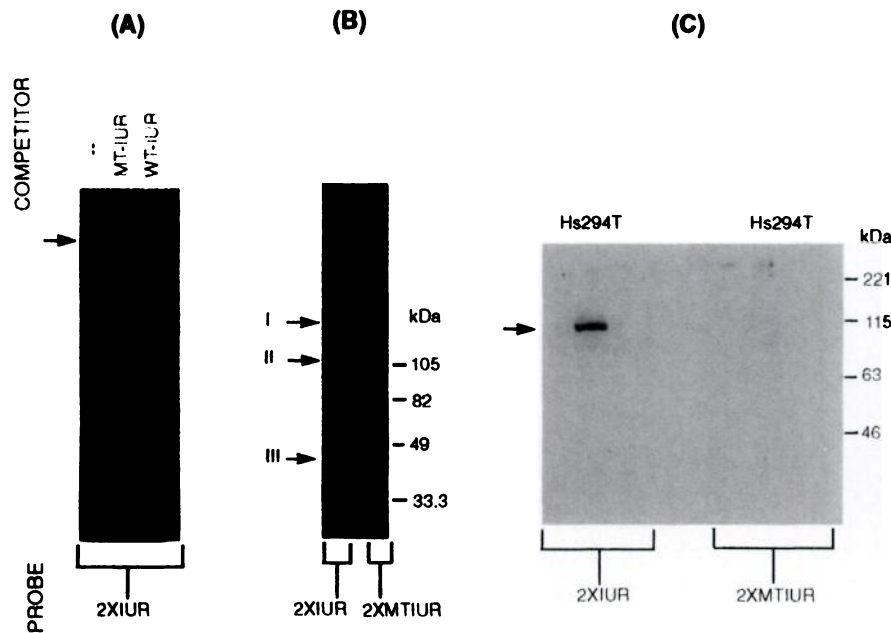 (A)
(B)
(C)
COMPETITOR
--
MT-IUR
WT-IUR
PROBE
2XIUR
I
II
III
kDa
105
82
49
33.3
2XIUR
2XMTIUR
Hs294T
Hs294T
kDa
221
115
63
46
2XIUR
2XMTIUR